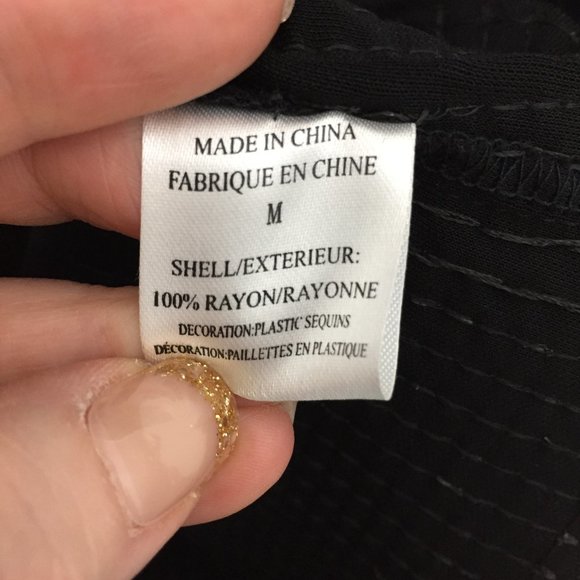 MADE IN CHINA
FABRIQUE EN CHINE
M
SHELL/EXTERIEUR:
100% RAYON/RAYONNE
DECORATION:PLASTIC SEQUINS
DÉCORATION:PAILLETTES EN PLASTIQUE